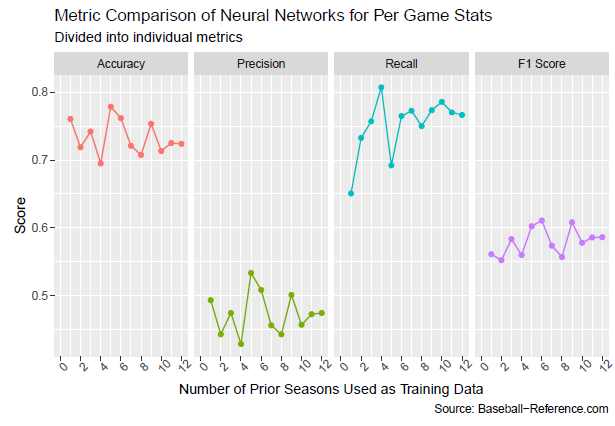 Metric Comparison of Neural Networks for Per Game Stats
Divided into individual metrics
Accuracy Precision Recall F1 Score
0.8
0.7
0.6
0.5
Score
0 2 4 6 8 10 12 0 2 4 6 8 10 12 0 2 4 6 8 10 12 0 2 4 6 8 10 12
Number of Prior Seasons Used as Training Data
Source: Baseball−Reference.com